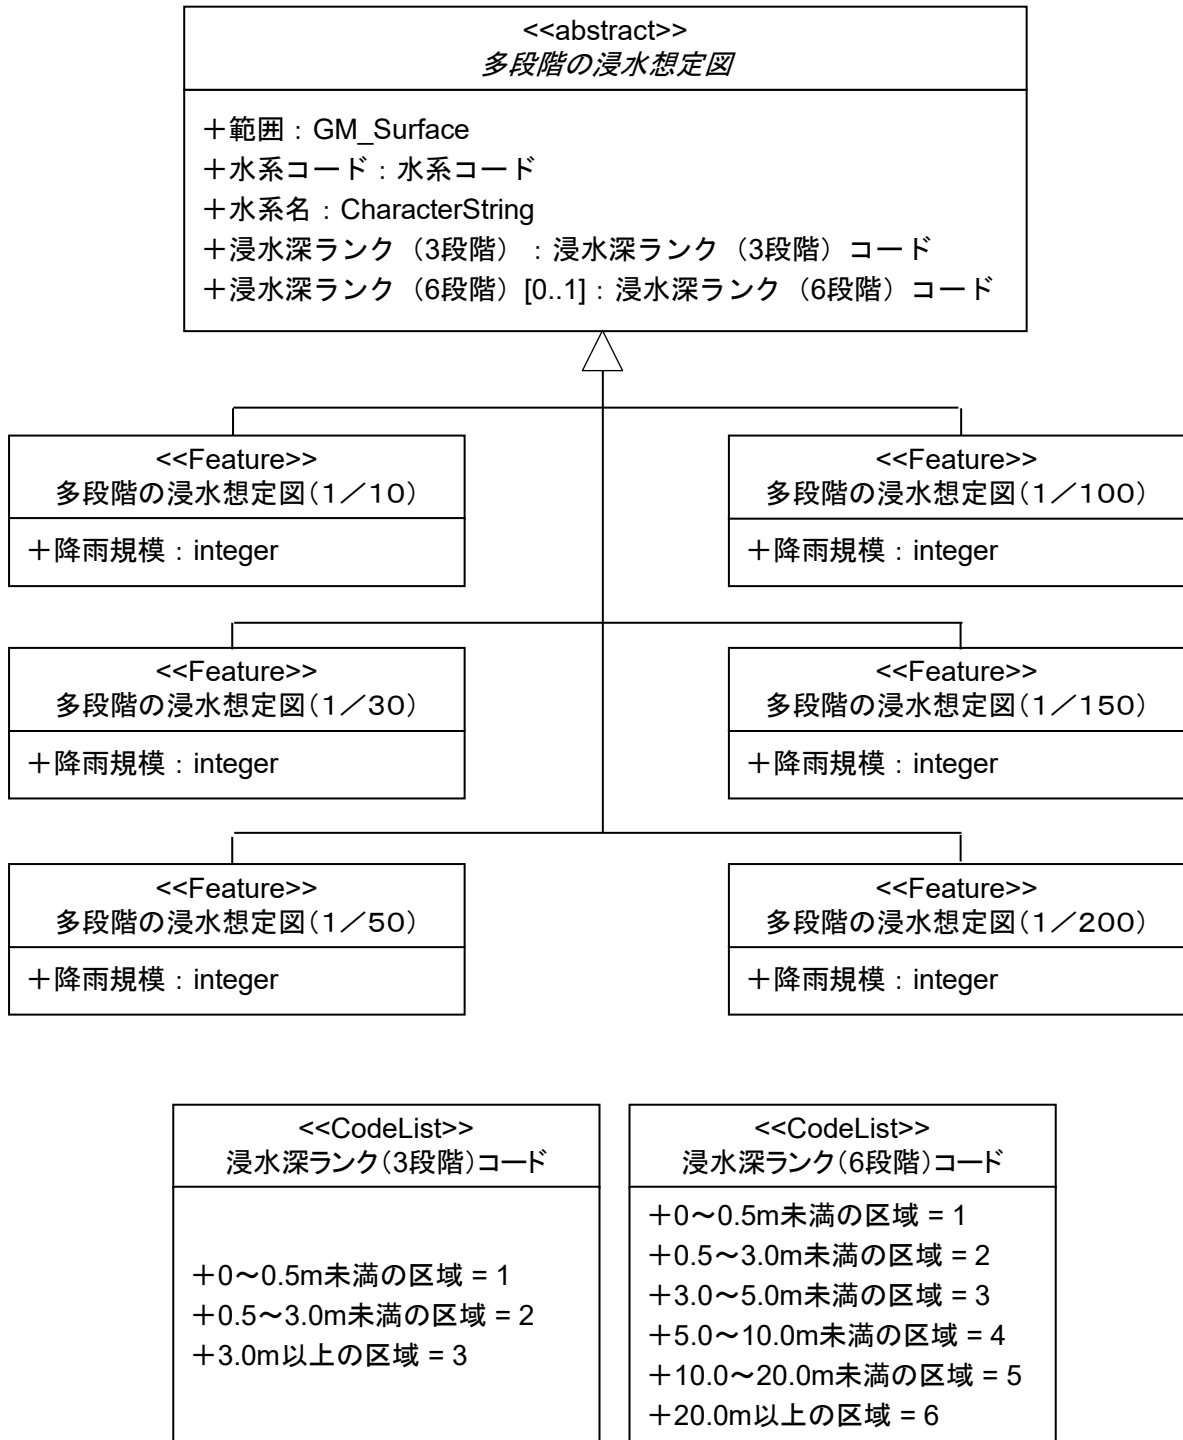 <<abstract>>
多段階の浸水想定図
＋範囲：GM_Surface
＋水系コード：水系コード
＋水系名：CharacterString
＋浸水深ランク（3段階）：浸水深ランク（3段階）コード
＋浸水深ランク（6段階）[0..1]：浸水深ランク（6段階）コード
<<Feature>>
多段階の浸水想定図(１／１０)
＋降雨規模：integer
<<Feature>>
多段階の浸水想定図(１／１００)
＋降雨規模：integer
<<Feature>>
多段階の浸水想定図(１／３０)
＋降雨規模：integer
<<Feature>>
多段階の浸水想定図(１／１５０)
＋降雨規模：integer
<<Feature>>
多段階の浸水想定図(１／５０)
＋降雨規模：integer
<<Feature>>
多段階の浸水想定図(１／２００)
＋降雨規模：integer
<<CodeList>>
浸水深ランク(3段階)コード
＋0～0.5m未満の区域 = 1
＋0.5～3.0m未満の区域 = 2
＋3.0m以上の区域 = 3
<<CodeList>>
浸水深ランク(6段階)コード
＋0～0.5m未満の区域 = 1
＋0.5～3.0m未満の区域 = 2
＋3.0～5.0m未満の区域 = 3
＋5.0～10.0m未満の区域 = 4
＋10.0～20.0m未満の区域 = 5
＋20.0m以上の区域 = 6